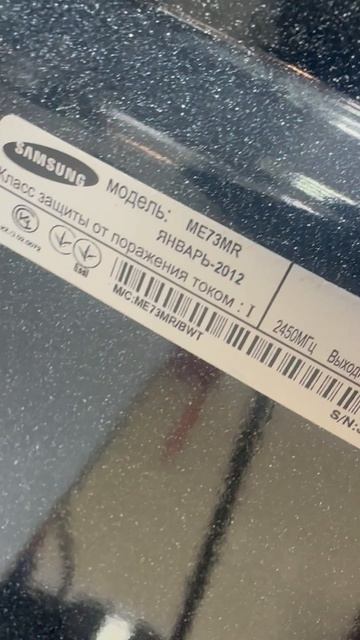 SAMSUNG
МОДЕЛЬ: ME73MR
ЯНВАРЬ-2012
Класс защиты от поражения током : I
M/C:ME73MR/BWT
2450МГц
S/N: